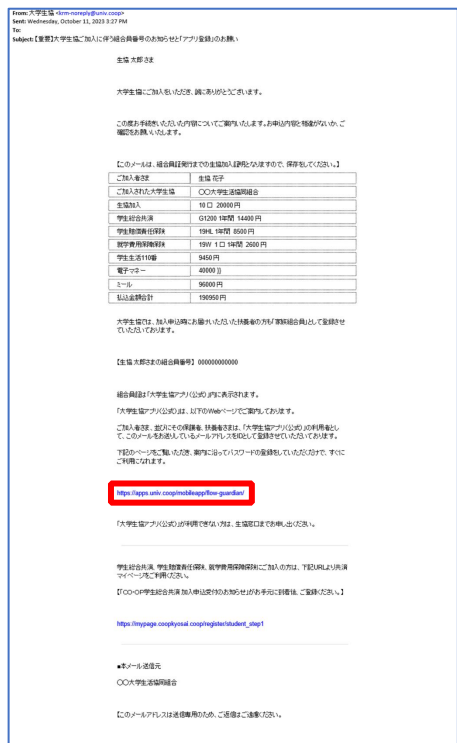 From: 大学生協 <krm-noreply@univ.coop>
Sent: Wednesday, October 11, 2023 3:27 PM
To:
Subject: 【重要】大学生協ご加入に伴う組合員番号のお知らせと「アプリ登録」のお願い
生協 太郎 さま
大学生協にご加入をいただき、誠にありがとうございます。
この度お手続きいただいた内容についてご案内いたします。お申込内容と相違がないか、ご
確認をお願いいたします。
【このメールは、組合員証発行までの生協加入証明となりますので、保存をしてください。】
ご加入者さま 生協 花子
ご加入された大学生協 〇〇大学生活協同組合
生協加入 10 口 20000 円
学生総合共済 G1200 1年間 14400 円
学生賠償責任保険 19HL 1年間 8500 円
就学費用保障保険 19W 1 口 1年間 2600 円
学生生活110番 9450 円
電子マネー 40000 円
ミール 96000 円
払込金額合計 190950 円
大学生協では、加入申込時にお届けいただいた扶養者の方も「家族組合員」として登録させ
ていただいております。
【生協 太郎さまの組合員番号】 000000000000
組合員証は「大学生協アプリ(公式)」内に表示されます。
「大学生協アプリ(公式)」は、以下のWebページでご案内しております。
ご加入者さま、並びにその保護者、扶養者さまは、「大学生協アプリ(公式)」の利用者とし
て、このメールをお送りしているメールアドレスをIDとして登録させていただいております。
下記のページをご覧いただき、案内に沿ってパスワードの登録をしていただくだけで、すぐに
ご利用になれます。
https://apps.univ.coop/mobileapp/flow-guardian/
「大学生協アプリ(公式)」が利用できない方は、生協窓口までお申し出ください。
学生総合共済、学生賠償責任保険、就学費用保障保険にご加入の方は、下記URLより共済
マイページをご利用ください。
【「CO・OP学生総合共済 加入申込受付のお知らせ」がお手元に到着後、ご登録ください。】
https://mypage.coopkyosai.coop/register/student_step1
■本メール送信元
〇〇大学生活協同組合
【このメールアドレスは送信専用のため、ご返信はご遠慮ください。